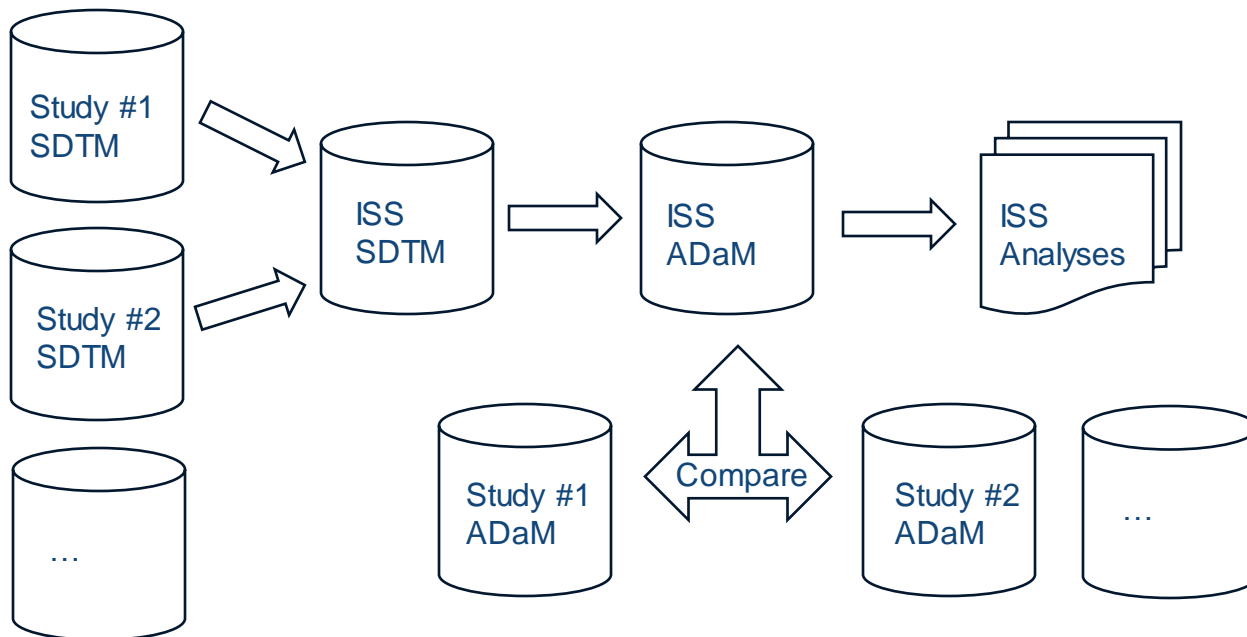 Study #1
SDTM
ISS
SDTM
ISS
ADaM
ISS
Analyses
Study #2
SDTM
Compare
Study #1
ADaM
Study #2
ADaM
...
...